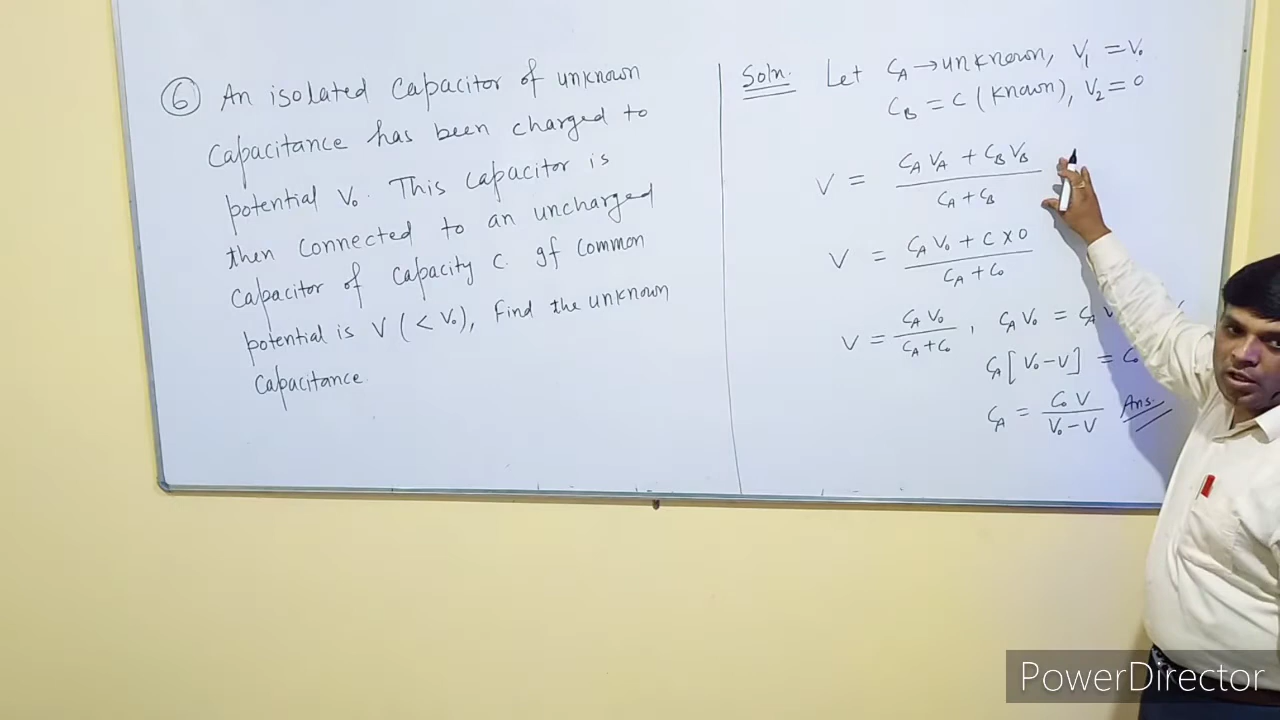 ⑥ An isolated capacitor of unknown
capacitance has been charged to
potential V₀. This capacitor is
then connected to an uncharged
capacitor of capacity C. If common
potential is V (< V₀), Find the unknown
capacitance.
Soln. Let C_A → unknown, V₁ = V₀
C_B = C (known), V₂ = 0
V = (C_A V_A + C_B V_B) / (C_A + C_B)
V = (C_A V₀ + C × 0) / (C_A + C₀)
V = C_A V₀ / (C_A + C₀), C_A V₀ = C_A V
C_A [V₀ - V] = C₀
C_A = C₀ V / (V₀ - V) Ans.
PowerDirector